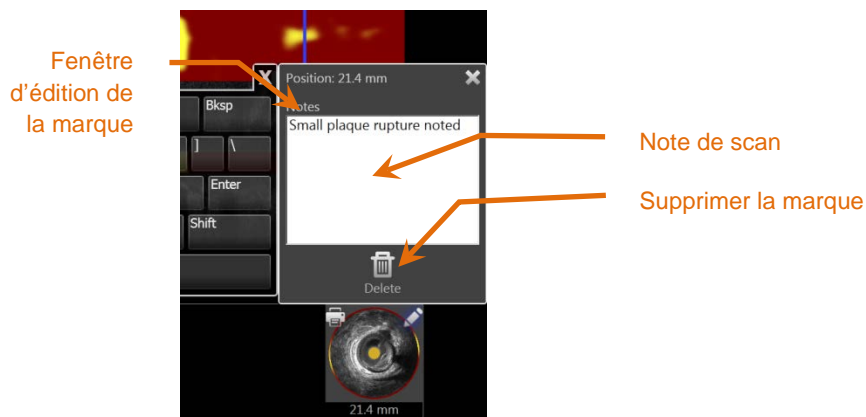 Fenêtre
d’édition de
la marque
X
Position: 21.4 mm
Notes
Small plaque rupture noted
Bksp
]
\
Enter
Shift
Delete
21.4 mm
Note de scan
Supprimer la marque